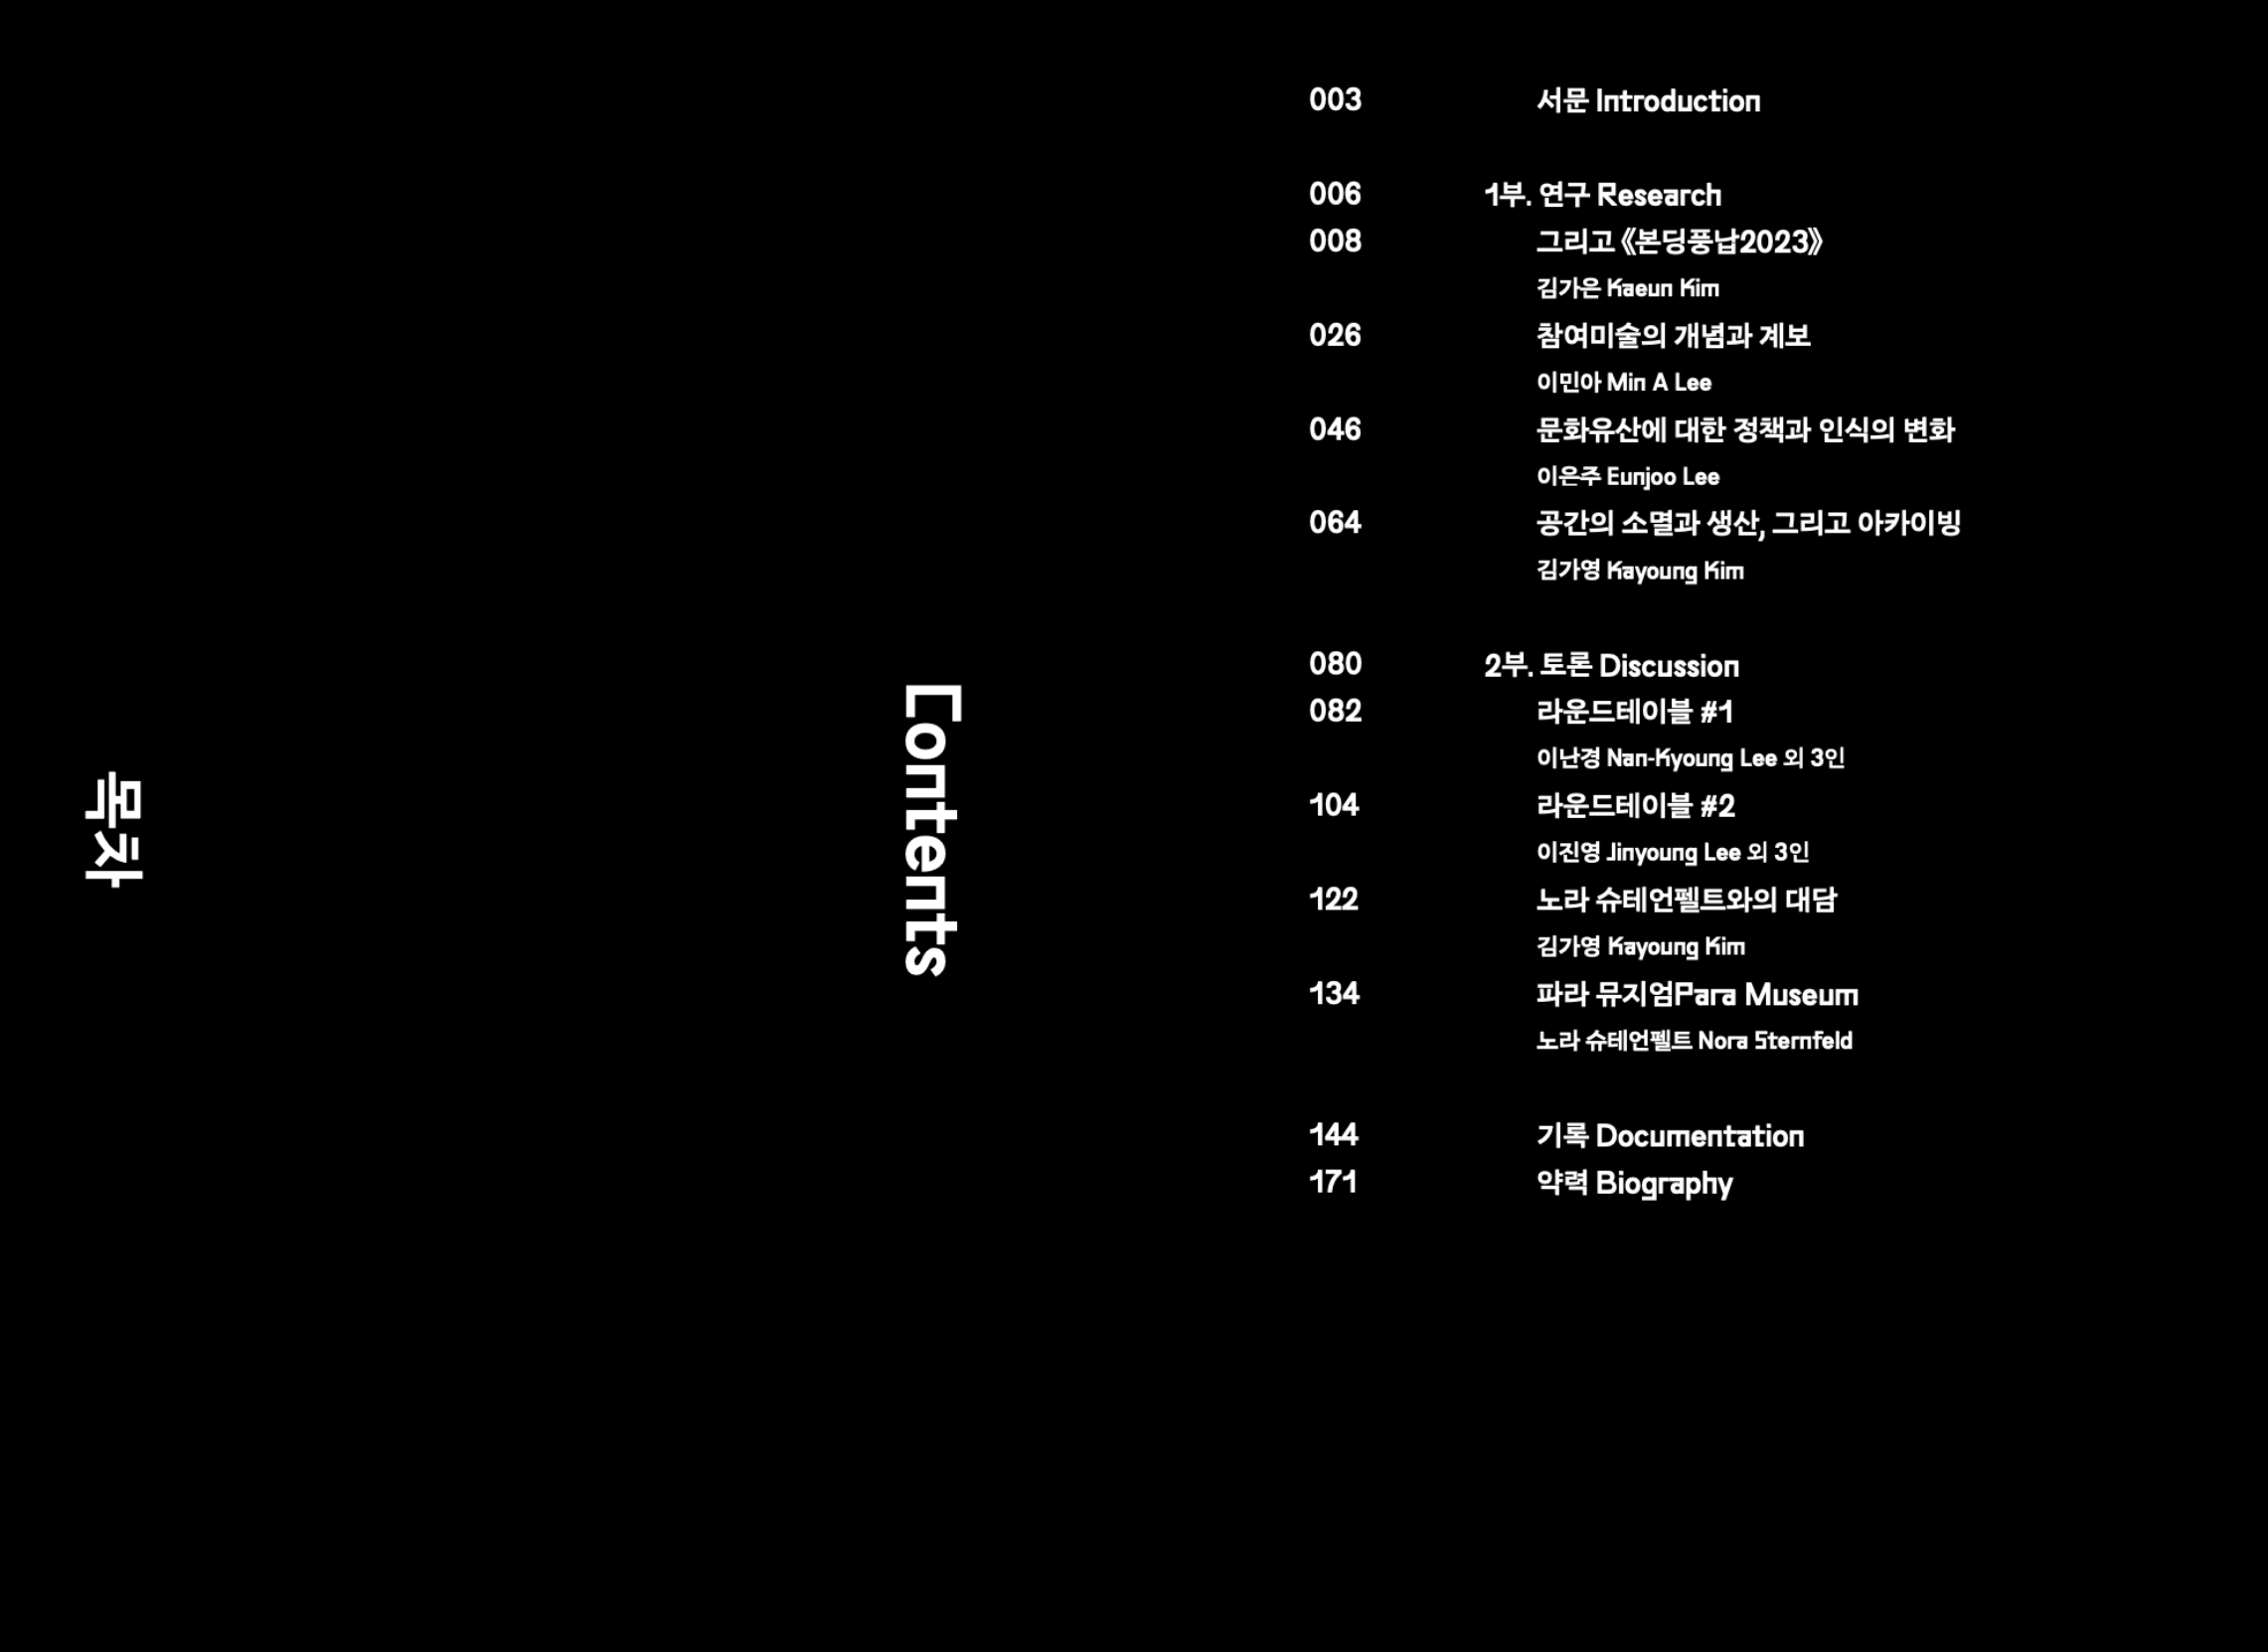 목차
Contents
003 서문 Introduction
006 1부. 연구 Research
008 그리고 《본딩풍납2023》
김가은 Kaeun Kim
026 참여미술의 개념과 계보
이민아 Min A Lee
046 문화유산에 대한 정책과 인식의 변화
이은주 Eunjoo Lee
064 공간의 소멸과 생산, 그리고 아카이빙
김가영 Kayoung Kim
080 2부. 토론 Discussion
082 라운드테이블 #1
이난경 Nan-Kyoung Lee 외 3인
104 라운드테이블 #2
이진영 Jinyoung Lee 외 3인
122 노라 슈테언펠트와의 대담
김가영 Kayoung Kim
134 파라 뮤지엄Para Museum
노라 슈테언펠트 Nora Sternfeld
144 기록 Documentation
171 약력 Biography